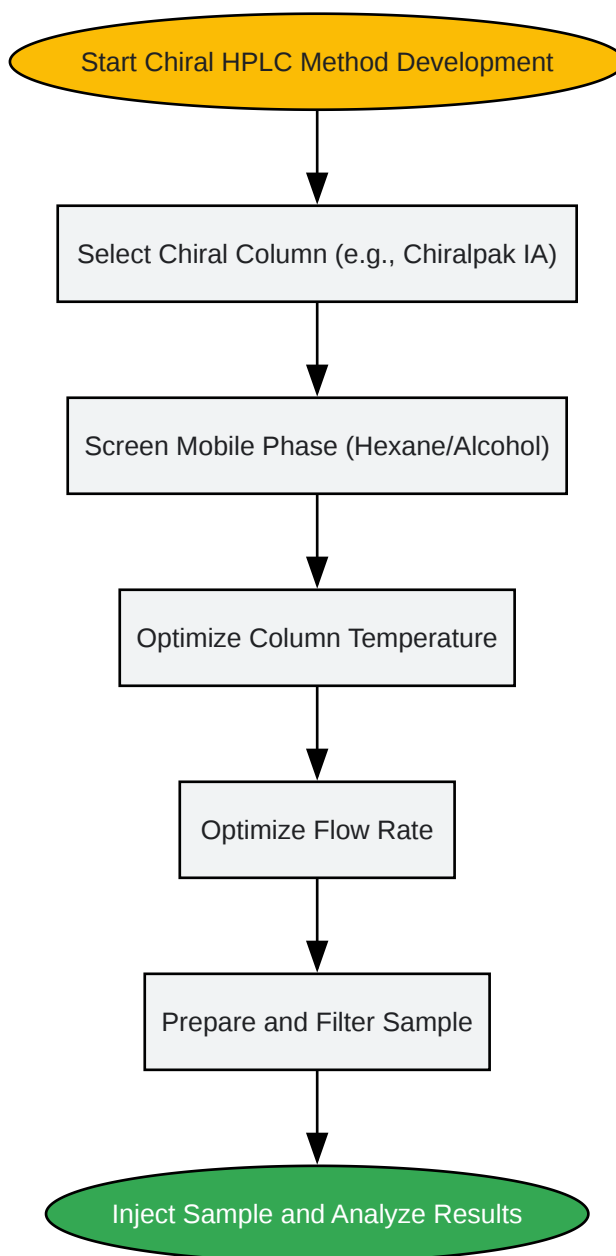 Start Chiral HPLC Method Development
Select Chiral Column (e.g., Chiralpak IA)
Screen Mobile Phase (Hexane/Alcohol)
Optimize Column Temperature
Optimize Flow Rate
Prepare and Filter Sample
Inject Sample and Analyze Results